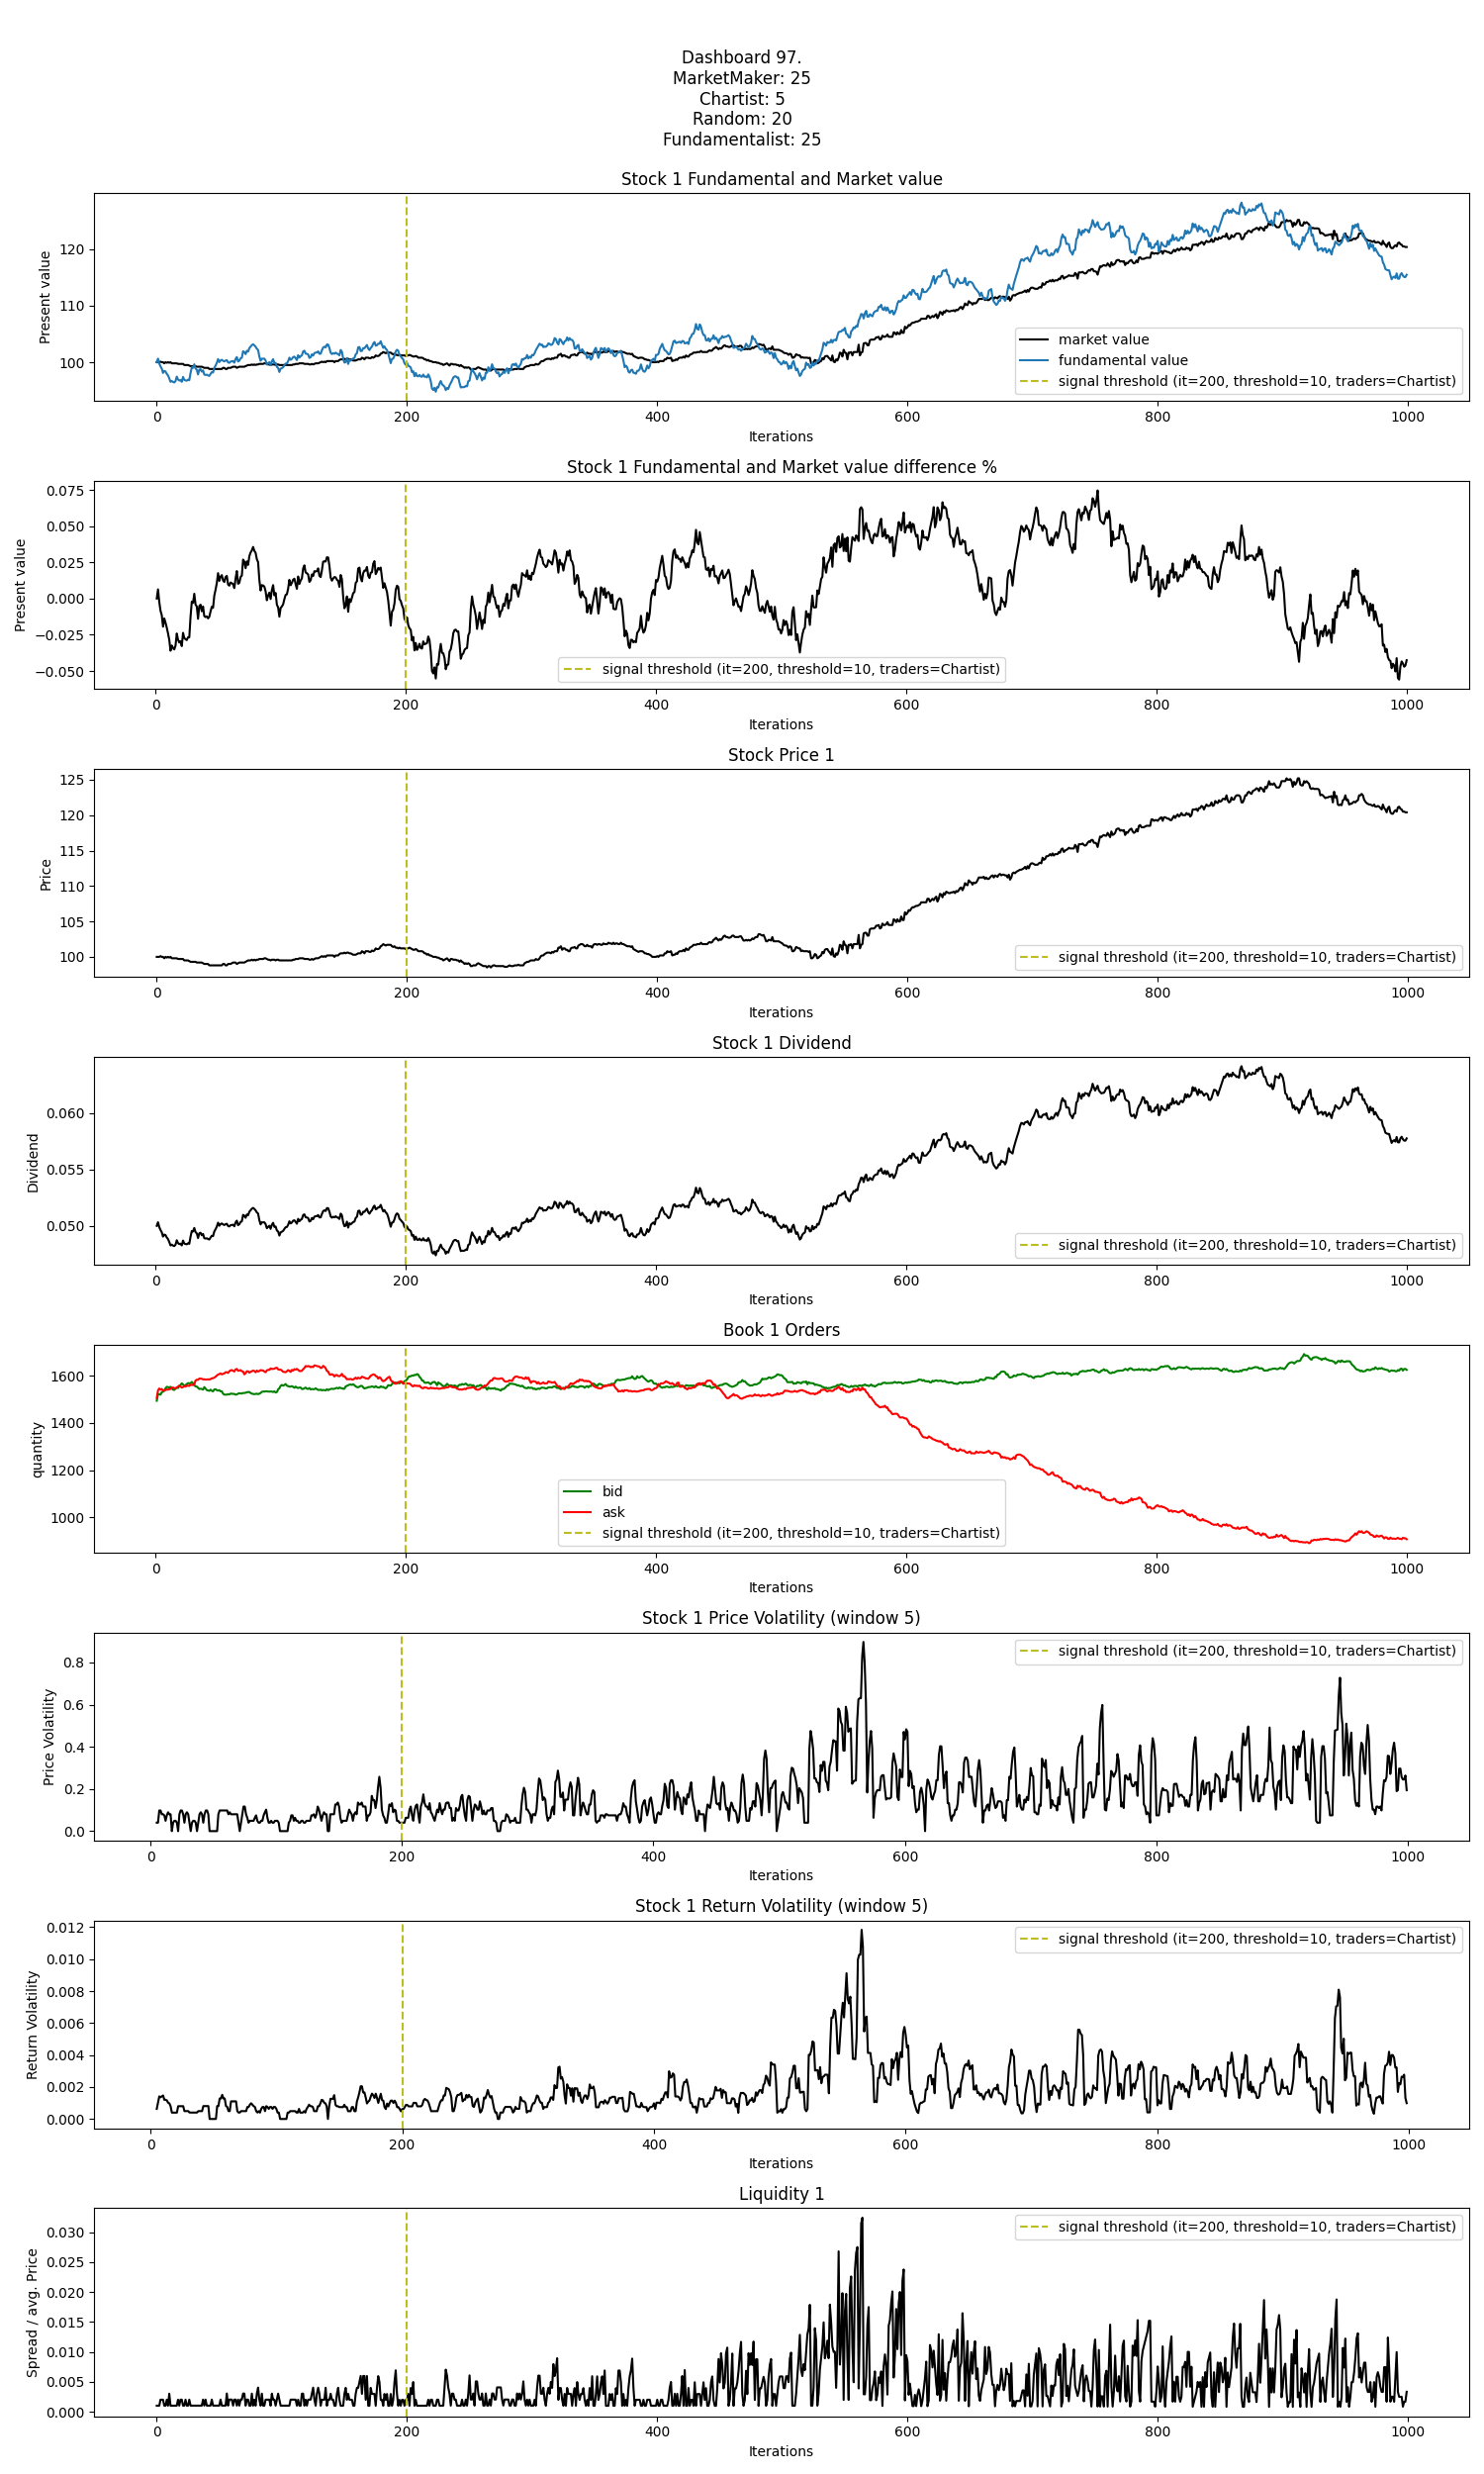 Dashboard 97.
MarketMaker: 25
Chartist: 5
Random: 20
Fundamentalist: 25
Stock 1 Fundamental and Market value
Present value
120
110
100
market value
fundamental value
signal threshold (it=200, threshold=10, traders=Chartist)
0 200 400 600 800 1000
Iterations
Stock 1 Fundamental and Market value difference %
Present value
0.075
0.050
0.025
0.000
−0.025
−0.050
signal threshold (it=200, threshold=10, traders=Chartist)
0 200 400 600 800 1000
Iterations
Stock Price 1
Price
125
120
115
110
105
100
signal threshold (it=200, threshold=10, traders=Chartist)
0 200 400 600 800 1000
Iterations
Stock 1 Dividend
Dividend
0.060
0.055
0.050
signal threshold (it=200, threshold=10, traders=Chartist)
0 200 400 600 800 1000
Iterations
Book 1 Orders
quantity
1600
1400
1200
1000
bid
ask
signal threshold (it=200, threshold=10, traders=Chartist)
0 200 400 600 800 1000
Iterations
Stock 1 Price Volatility (window 5)
Price Volatility
0.8
0.6
0.4
0.2
0.0
signal threshold (it=200, threshold=10, traders=Chartist)
0 200 400 600 800 1000
Iterations
Stock 1 Return Volatility (window 5)
Return Volatility
0.012
0.010
0.008
0.006
0.004
0.002
0.000
signal threshold (it=200, threshold=10, traders=Chartist)
0 200 400 600 800 1000
Iterations
Liquidity 1
Spread / avg. Price
0.030
0.025
0.020
0.015
0.010
0.005
0.000
signal threshold (it=200, threshold=10, traders=Chartist)
0 200 400 600 800 1000
Iterations